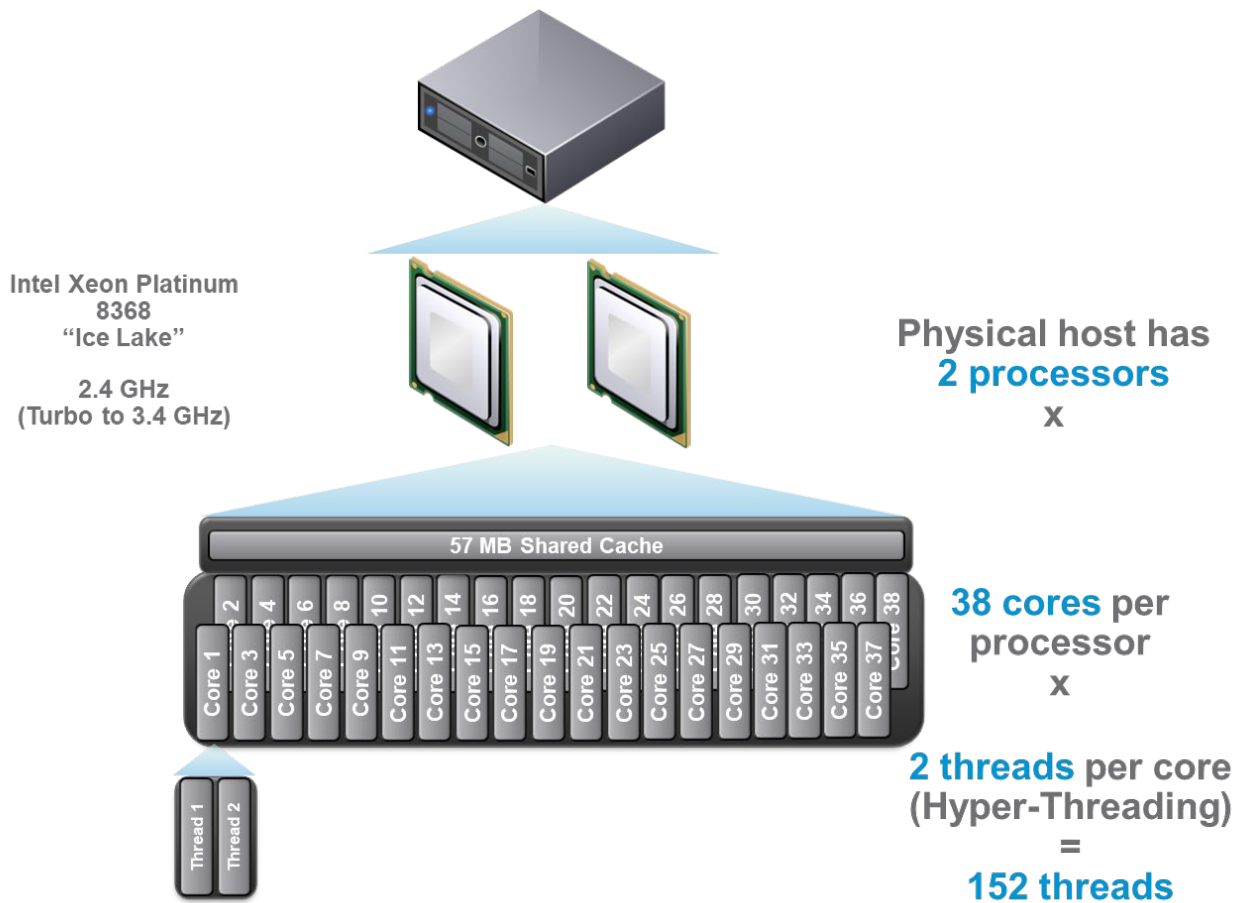 Intel Xeon Platinum
8368
“Ice Lake”
2.4 GHz
(Turbo to 3.4 GHz)
Physical host has
2 processors
x
57 MB Shared Cache
2
4
6
8
10
12
14
16
18
20
22
24
26
28
30
32
34
36
38
Core 1
Core 3
Core 5
Core 7
Core 9
Core 11
Core 13
Core 15
Core 17
Core 19
Core 21
Core 23
Core 25
Core 27
Core 29
Core 31
Core 33
Core 35
Core 37
38 cores per
processor
x
Thread 1
Thread 2
2 threads per core
(Hyper-Threading)
=
152 threads